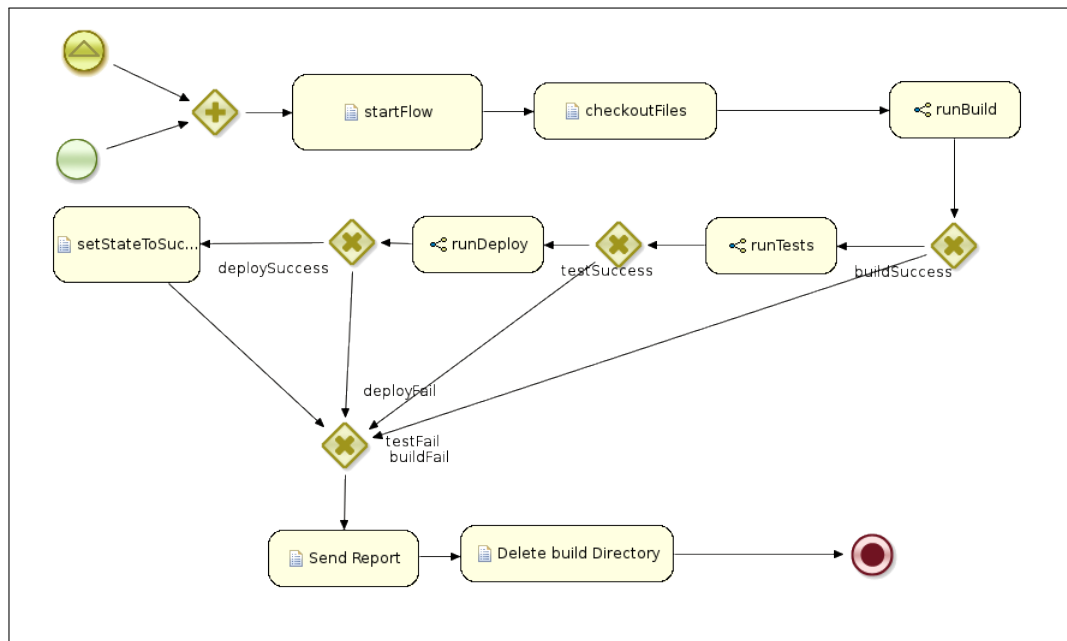 startFlow
checkoutFiles
runBuild
setStateToSuc...
runDeploy
runTests
deploySuccess
testSuccess
buildSuccess
deployFail
testFail
buildFail
Send Report
Delete build Directory